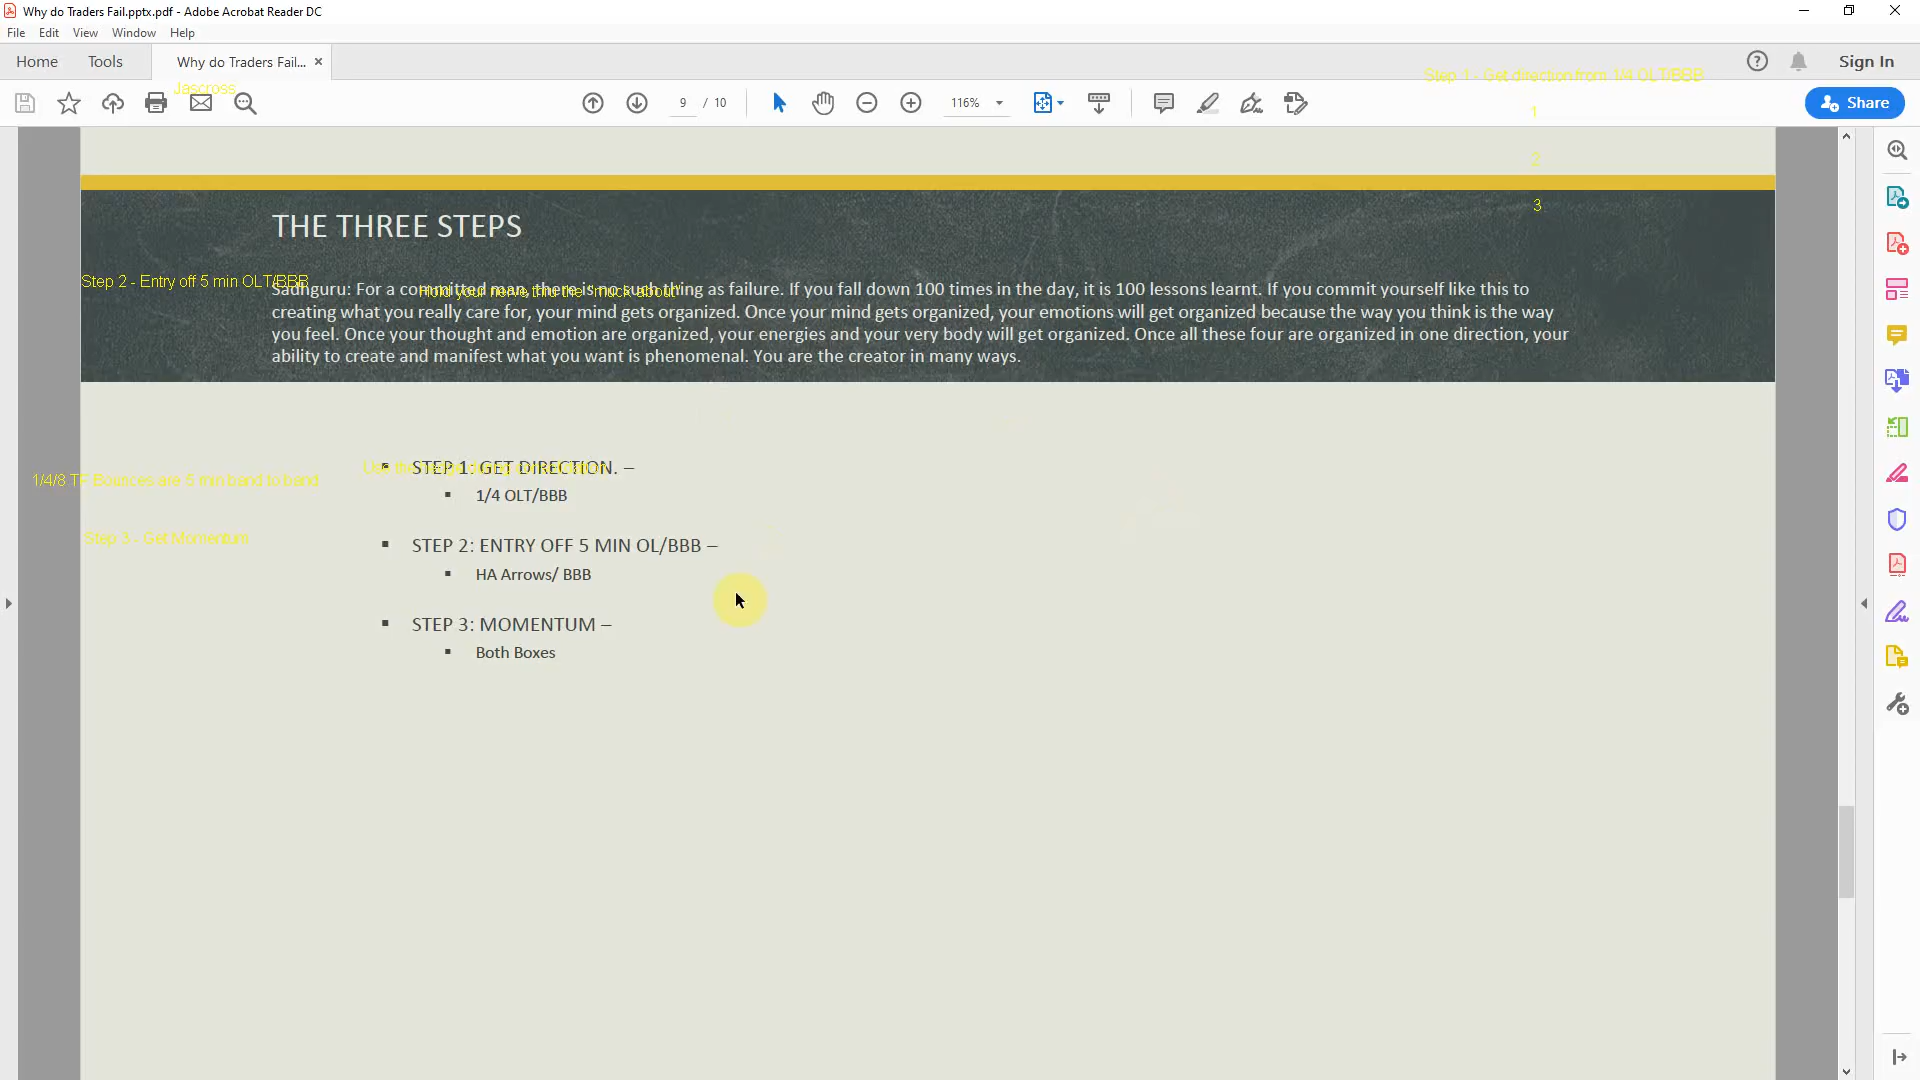 Why do Traders Fail.pptx.pdf - Adobe Acrobat Reader DC
File Edit View Window Help
Home Tools Why do Traders Fail... × Sign In
Jascross
Step 1 - Get direction from 1/4 OLT/BBB
9 / 10 116% Share
1
2
3
THE THREE STEPS
Step 2 - Entry off 5 min OLT/BBB
Hold your nerve thru the "muck about"
Sadhguru: For a committed man, there is no such thing as failure. If you fall down 100 times in the day, it is 100 lessons learnt. If you commit yourself like this to
creating what you really care for, your mind gets organized. Once your mind gets organized, your emotions will get organized because the way you think is the way
you feel. Once your thought and emotion are organized, your energies and your very body will get organized. Once all these four are organized in one direction, your
ability to create and manifest what you want is phenomenal. You are the creator in many ways.
▪ STEP 1: GET DIRECTION. –
Use the
1/4/8 TF Bounces are 5 min band to band
▪ 1/4 OLT/BBB
Step 3 - Get Momentum
▪ STEP 2: ENTRY OFF 5 MIN OL/BBB –
▪ HA Arrows/ BBB
▪ STEP 3: MOMENTUM –
▪ Both Boxes